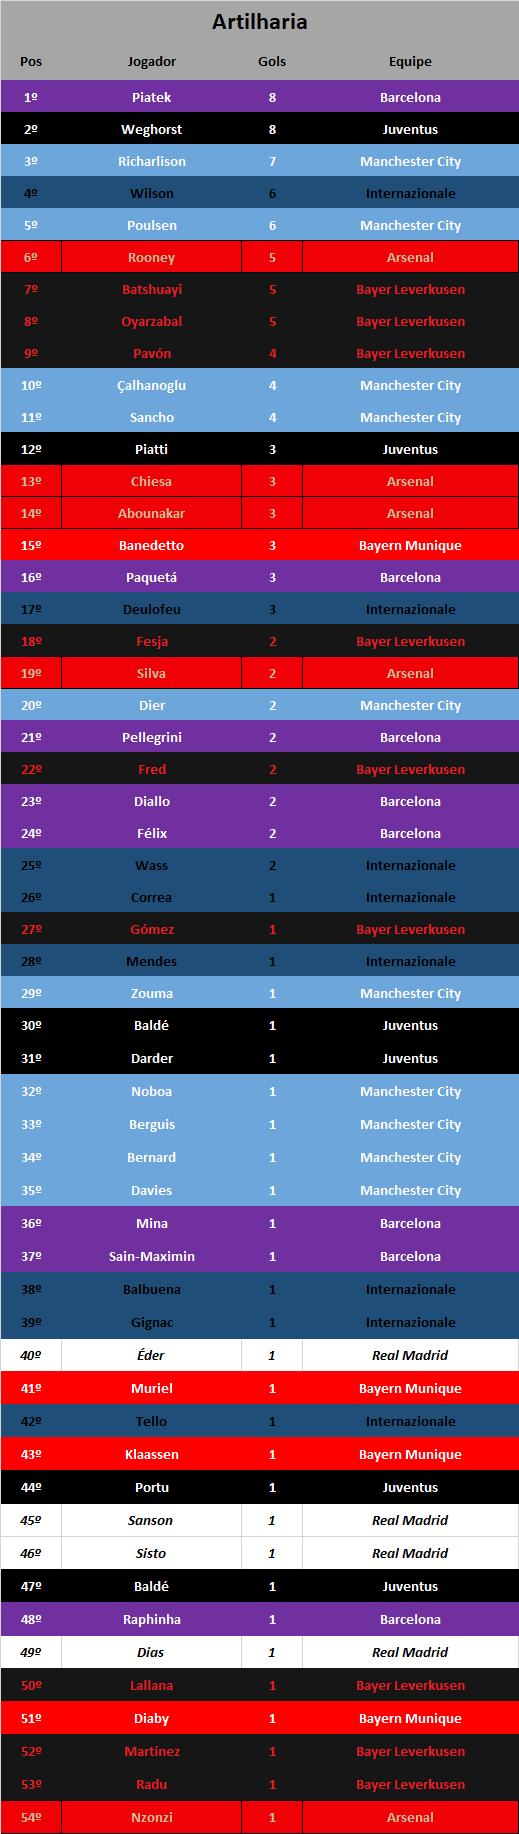 Artilharia
Pos Jogador Gols Equipe
1º Piatek 8 Barcelona
2º Weghorst 8 Juventus
3º Richarlison 7 Manchester City
4º Wilson 6 Internazionale
5º Poulsen 6 Manchester City
6º Rooney 5 Arsenal
7º Batshuayi 5 Bayer Leverkusen
8º Oyarzabal 5 Bayer Leverkusen
9º Pavón 4 Bayer Leverkusen
10º Çalhanoglu 4 Manchester City
11º Sancho 4 Manchester City
12º Piatti 3 Juventus
13º Chiesa 3 Arsenal
14º Abounakar 3 Arsenal
15º Banedetto 3 Bayern Munique
16º Paquetá 3 Barcelona
17º Deulofeu 3 Internazionale
18º Fesja 2 Bayer Leverkusen
19º Silva 2 Arsenal
20º Dier 2 Manchester City
21º Pellegrini 2 Barcelona
22º Fred 2 Bayer Leverkusen
23º Diallo 2 Barcelona
24º Félix 2 Barcelona
25º Wass 2 Internazionale
26º Correa 1 Internazionale
27º Gómez 1 Bayer Leverkusen
28º Mendes 1 Internazionale
29º Zouma 1 Manchester City
30º Baldé 1 Juventus
31º Darder 1 Juventus
32º Noboa 1 Manchester City
33º Berguis 1 Manchester City
34º Bernard 1 Manchester City
35º Davies 1 Manchester City
36º Mina 1 Barcelona
37º Sain-Maximin 1 Barcelona
38º Balbuena 1 Internazionale
39º Gignac 1 Internazionale
40º Éder 1 Real Madrid
41º Muriel 1 Bayern Munique
42º Tello 1 Internazionale
43º Klaassen 1 Bayern Munique
44º Portu 1 Juventus
45º Sanson 1 Real Madrid
46º Sisto 1 Real Madrid
47º Baldé 1 Juventus
48º Raphinha 1 Barcelona
49º Dias 1 Real Madrid
50º Lallana 1 Bayer Leverkusen
51º Diaby 1 Bayern Munique
52º Martínez 1 Bayer Leverkusen
53º Radu 1 Bayer Leverkusen
54º Nzonzi 1 Arsenal